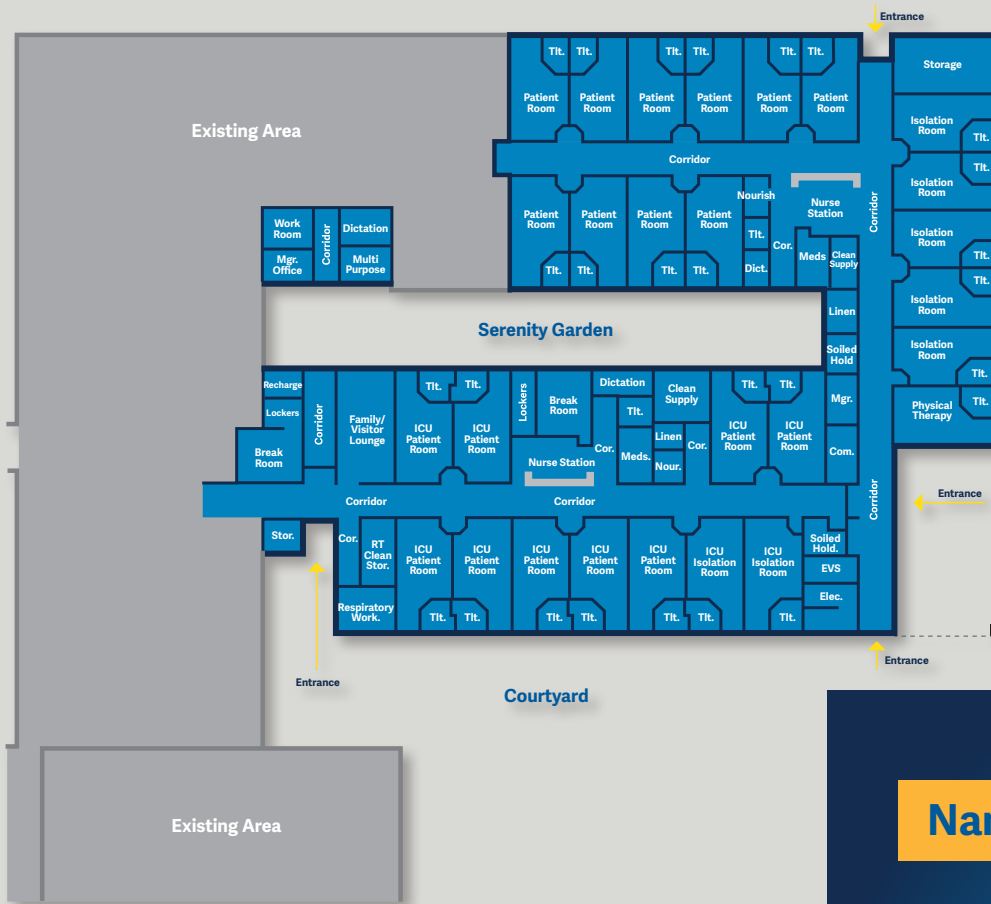 Entrance
Tlt.
Tlt.
Tlt.
Tlt.
Tlt.
Tlt.
Storage
Patient
Room
Patient
Room
Patient
Room
Patient
Room
Patient
Room
Patient
Room
Existing Area
Isolation
Room
Tlt.
Corridor
Tlt.
Isolation
Room
Nourish
Nurse
Station
Corridor
Patient
Room
Patient
Room
Patient
Room
Patient
Room
Tlt.
Cor.
Isolation
Room
Tlt.
Work
Room
Corridor
Dictation
Mgr.
Office
Multi
Purpose
Tlt.
Tlt.
Tlt.
Tlt.
Dict.
Meds
Clean
Supply
Tlt.
Isolation
Room
Linen
Serenity Garden
Soiled
Hold
Isolation
Room
Tlt.
Recharge
Lockers
Corridor
Family/
Visitor
Lounge
Tlt.
Tlt.
ICU
Patient
Room
ICU
Patient
Room
Lockers
Break
Room
Dictation
Tlt.
Clean
Supply
Tlt.
Tlt.
ICU
Patient
Room
ICU
Patient
Room
Mgr.
Physical
Therapy
Tlt.
Break
Room
Nurse Station
Cor.
Meds.
Linen
Nour.
Cor.
Com.
Corridor
Corridor
Corridor
Entrance
Stor.
Cor.
RT
Clean
Stor.
ICU
Patient
Room
ICU
Patient
Room
ICU
Patient
Room
ICU
Patient
Room
ICU
Patient
Room
ICU
Isolation
Room
ICU
Isolation
Room
Soiled
Hold.
EVS
Elec.
Respiratory
Work.
Tlt.
Tlt.
Tlt.
Tlt.
Tlt.
Tlt.
Tlt.
Entrance
Entrance
Courtyard
Existing Area